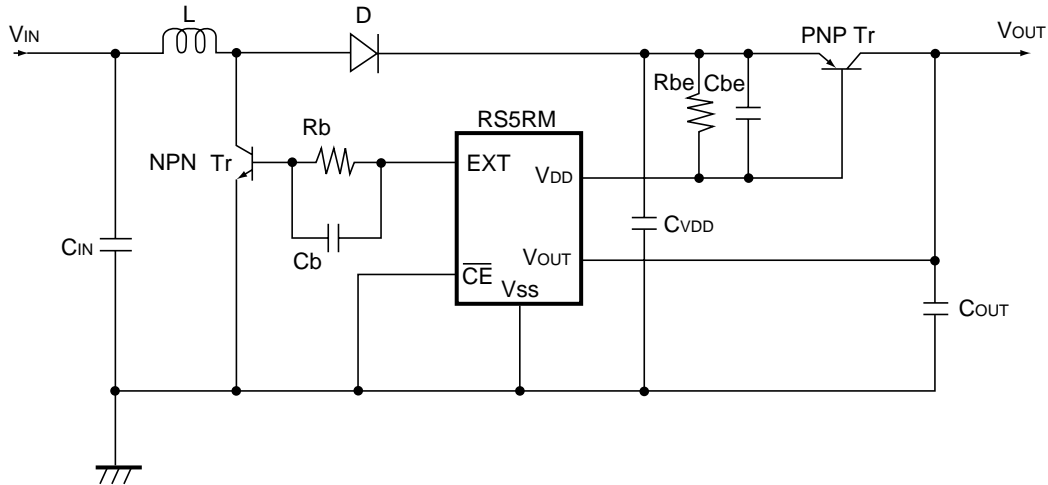 VIN
L
D
PNP Tr
VOUT
Rbe
Cbe
RS5RM
Rb
NPN Tr
EXT
VDD
CVDD
CIN
Cb
VOUT
CE
Vss
COUT